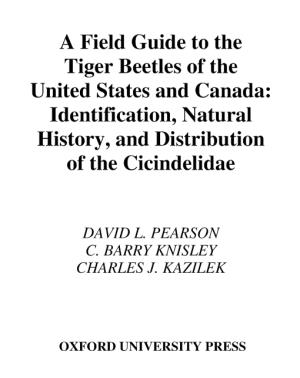 A Field Guide to the
Tiger Beetles of the
United States and Canada:
Identification, Natural
History, and Distribution
of the Cicindelidae
DAVID L. PEARSON
C. BARRY KNISLEY
CHARLES J. KAZILEK
OXFORD UNIVERSITY PRESS